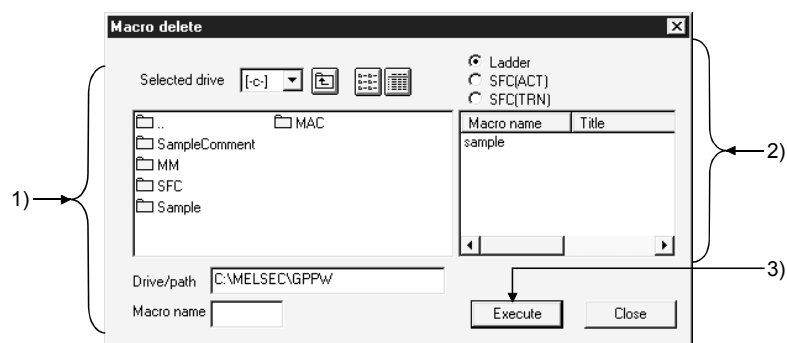 Macro delete
Selected drive [-c-]
Ladder
SFC(ACT)
SFC(TRN)
.. MAC
SampleComment
MM
SFC
Sample
Macro name Title
sample
Drive/path C:\MELSEC\GPPW
Macro name
Execute Close
1)
2)
3)